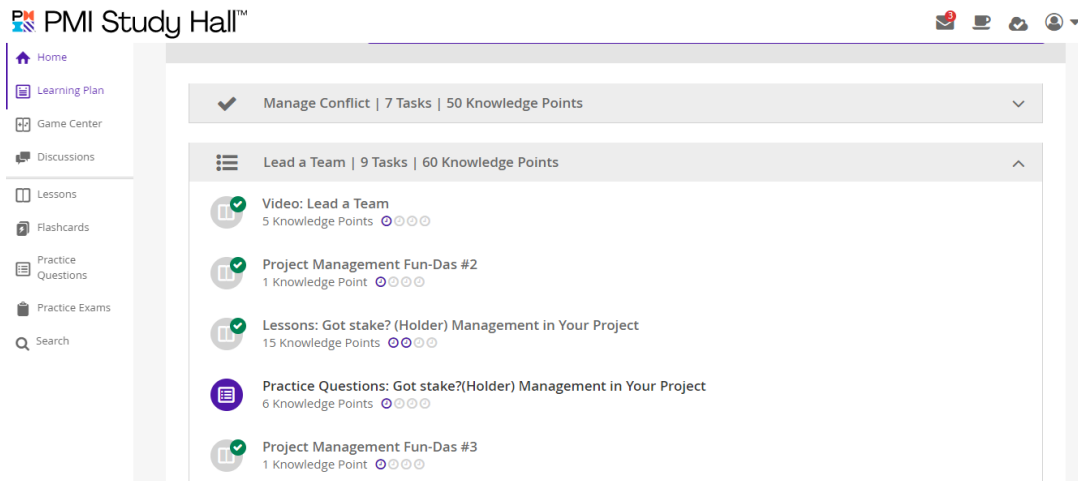 PMI Study Hall™
3
Home
Learning Plan
Game Center
Discussions
Lessons
Flashcards
Practice
Questions
Practice Exams
Search
Manage Conflict | 7 Tasks | 50 Knowledge Points
Lead a Team | 9 Tasks | 60 Knowledge Points
Video: Lead a Team
5 Knowledge Points
Project Management Fun-Das #2
1 Knowledge Point
Lessons: Got stake? (Holder) Management in Your Project
15 Knowledge Points
Practice Questions: Got stake?(Holder) Management in Your Project
6 Knowledge Points
Project Management Fun-Das #3
1 Knowledge Point